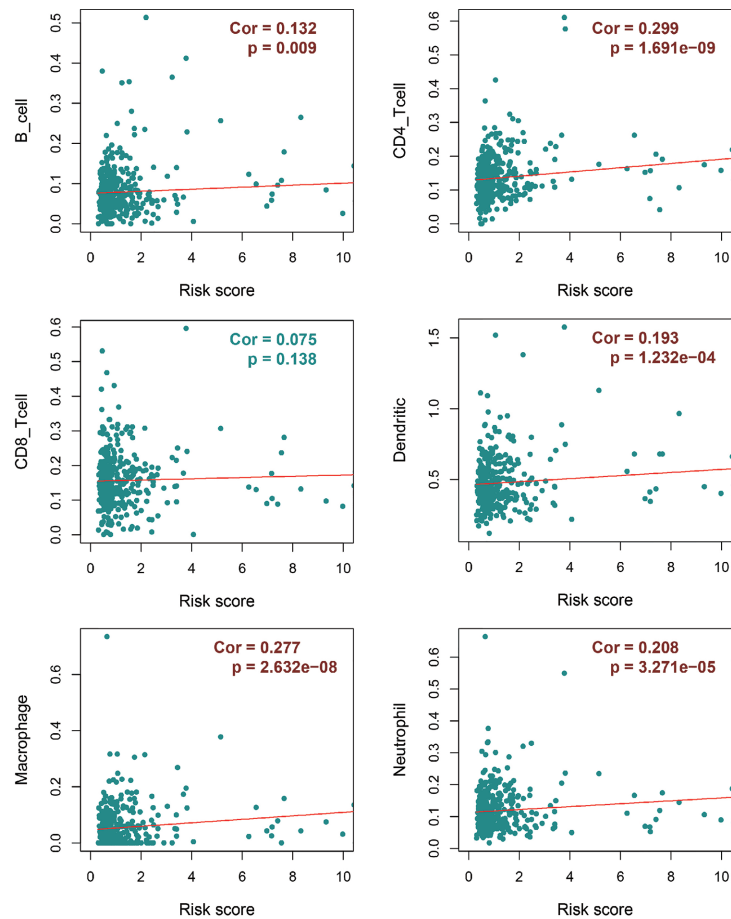 Cor = 0.132
p = 0.009
B_cell
0.0
0.1
0.2
0.3
0.4
0.5
0 2 4 6 8 10
Risk score
Cor = 0.299
p = 1.691e−09
CD4_Tcell
0.0
0.1
0.2
0.3
0.4
0.5
0.6
0 2 4 6 8 10
Risk score
Cor = 0.075
p = 0.138
CD8_Tcell
0.0
0.1
0.2
0.3
0.4
0.5
0.6
0 2 4 6 8 10
Risk score
Cor = 0.193
p = 1.232e−04
Dendritic
0.5
1.0
1.5
0 2 4 6 8 10
Risk score
Cor = 0.277
p = 2.632e−08
Macrophage
0.0
0.2
0.4
0.6
0 2 4 6 8 10
Risk score
Cor = 0.208
p = 3.271e−05
Neutrophil
0.0
0.1
0.2
0.3
0.4
0.5
0.6
0 2 4 6 8 10
Risk score